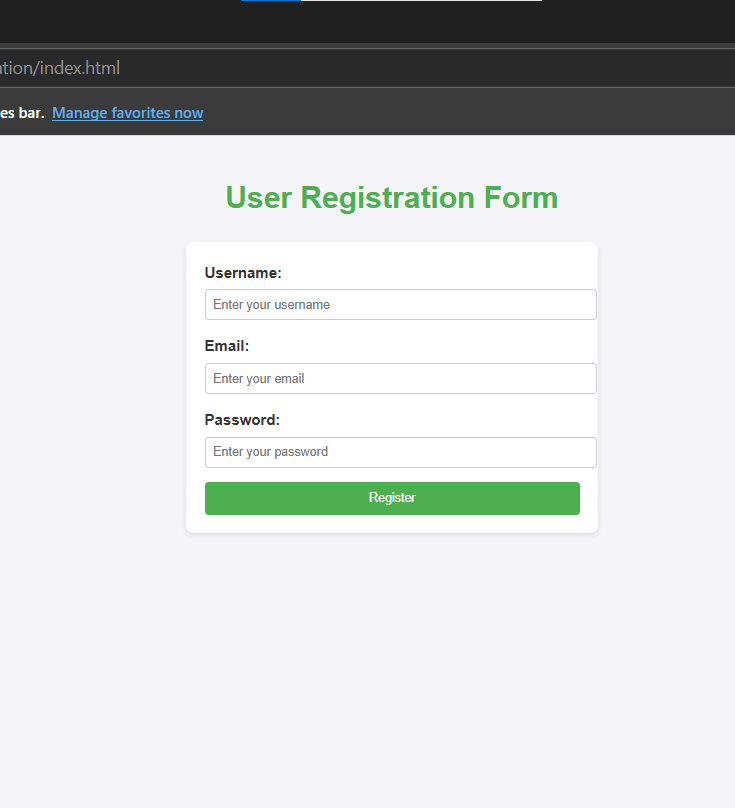 ation/index.html
es bar. Manage favorites now
User Registration Form
Username:
Enter your username
Email:
Enter your email
Password:
Enter your password
Register